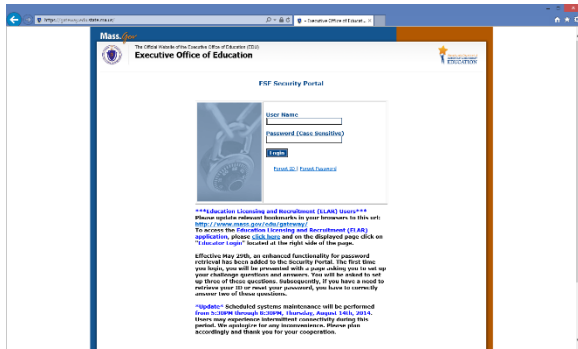 Mass.Gov
The Official Website of the Executive Office of Education (EOE)
Executive Office of Education
EDUCATION
Security Portal
User Name
Password (Case Sensitive)
Login
Forgot ID | Forgot Password
***Education Licensing and Recruitment (ELAR) Users***
Please update relevant bookmarks in your browsers to this url:
http://www.mass.gov/edu/gateway/
To access the Education Licensing and Recruitment (ELAR)
application, please click here and on the displayed page click on
"Educator Login" located at the right side of the page.
Effective May 29th, an enhanced functionality for password
retrieval has been added to the Security Portal. The first time
you login, you will be presented with a page asking you to set up
your challenge questions and answers. You will be asked to set
up three of these questions. Subsequently, if you have a need to
retrieve your ID or reset your password, you have to correctly
answer two of these questions.
*Update* Scheduled systems maintenance will be performed
from 5:30PM through 8:30PM, Thursday, August 14th, 2014.
Users may experience intermittent connectivity during this
period. We apologize for any inconvenience. Please plan
accordingly and thank you for your cooperation.